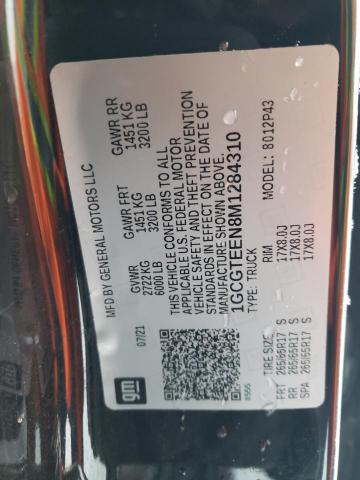 gm
MFD BY GENERAL MOTORS LLC
07/21
GVWR
2722 KG
6000 LB
GAWR FRT
1451 KG
3200 LB
GAWR RR
1451 KG
3200 LB
THIS VEHICLE CONFORMS TO ALL
APPLICABLE U.S. FEDERAL MOTOR
VEHICLE SAFETY AND THEFT PREVENTION
STANDARDS IN EFFECT ON THE DATE OF
MANUFACTURE SHOWN ABOVE.
1GCGTEEN8M1284310
TYPE: TRUCK
MODEL: 8012P43
TIRE SIZE RIM
FRT 265/65R17 S 17X8.0J
RR 265/65R17 S 17X8.0J
SPA 265/65R17 S 17X8.0J